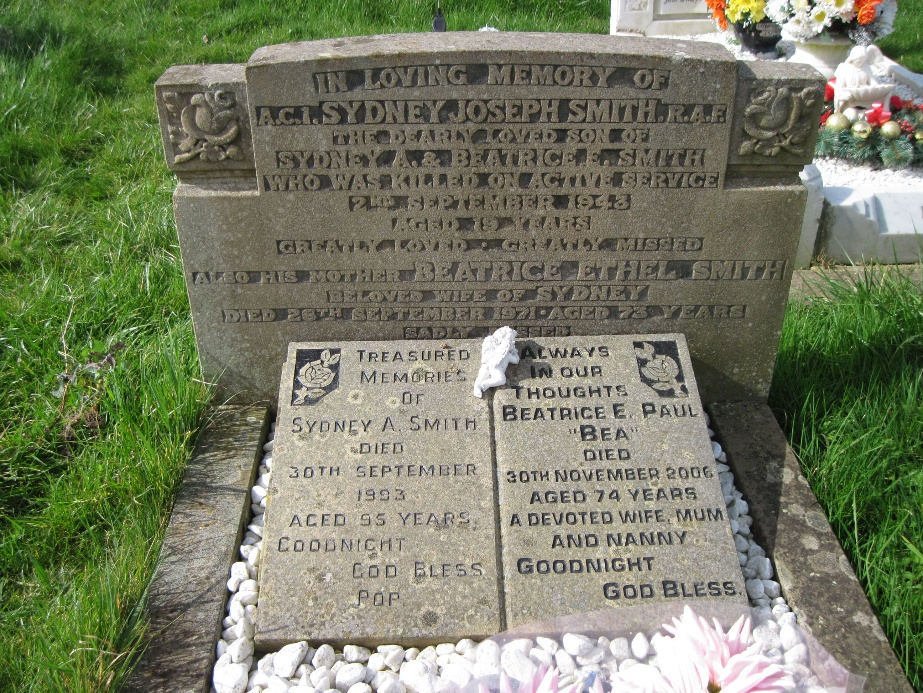 IN LOVING MEMORY OF
A.C.1. SYDNEY JOSEPH SMITH, R.A.F.
THE DEARLY LOVED SON OF
SYDNEY A. & BEATRICE E. SMITH
WHO WAS KILLED ON ACTIVE SERVICE
2ND SEPTEMBER 1943
AGED 19 YEARS
GREATLY LOVED · GREATLY MISSED
ALSO HIS MOTHER BEATRICE ETHEL SMITH
BELOVED WIFE OF SYDNEY
DIED 26TH SEPTEMBER 1971 · AGED 73 YEARS
SADLY MISSED
TREASURED
MEMORIES
OF
SYDNEY A. SMITH
DIED
30TH SEPTEMBER
1993
AGED 95 YEARS.
GOODNIGHT
GOD BLESS
POP
ALWAYS
IN OUR
THOUGHTS
BEATRICE E. PAUL
"BEA"
DIED
30TH NOVEMBER 2006
AGED 74 YEARS
A DEVOTED WIFE, MUM
AND NANNY
GOODNIGHT
GOD BLESS.